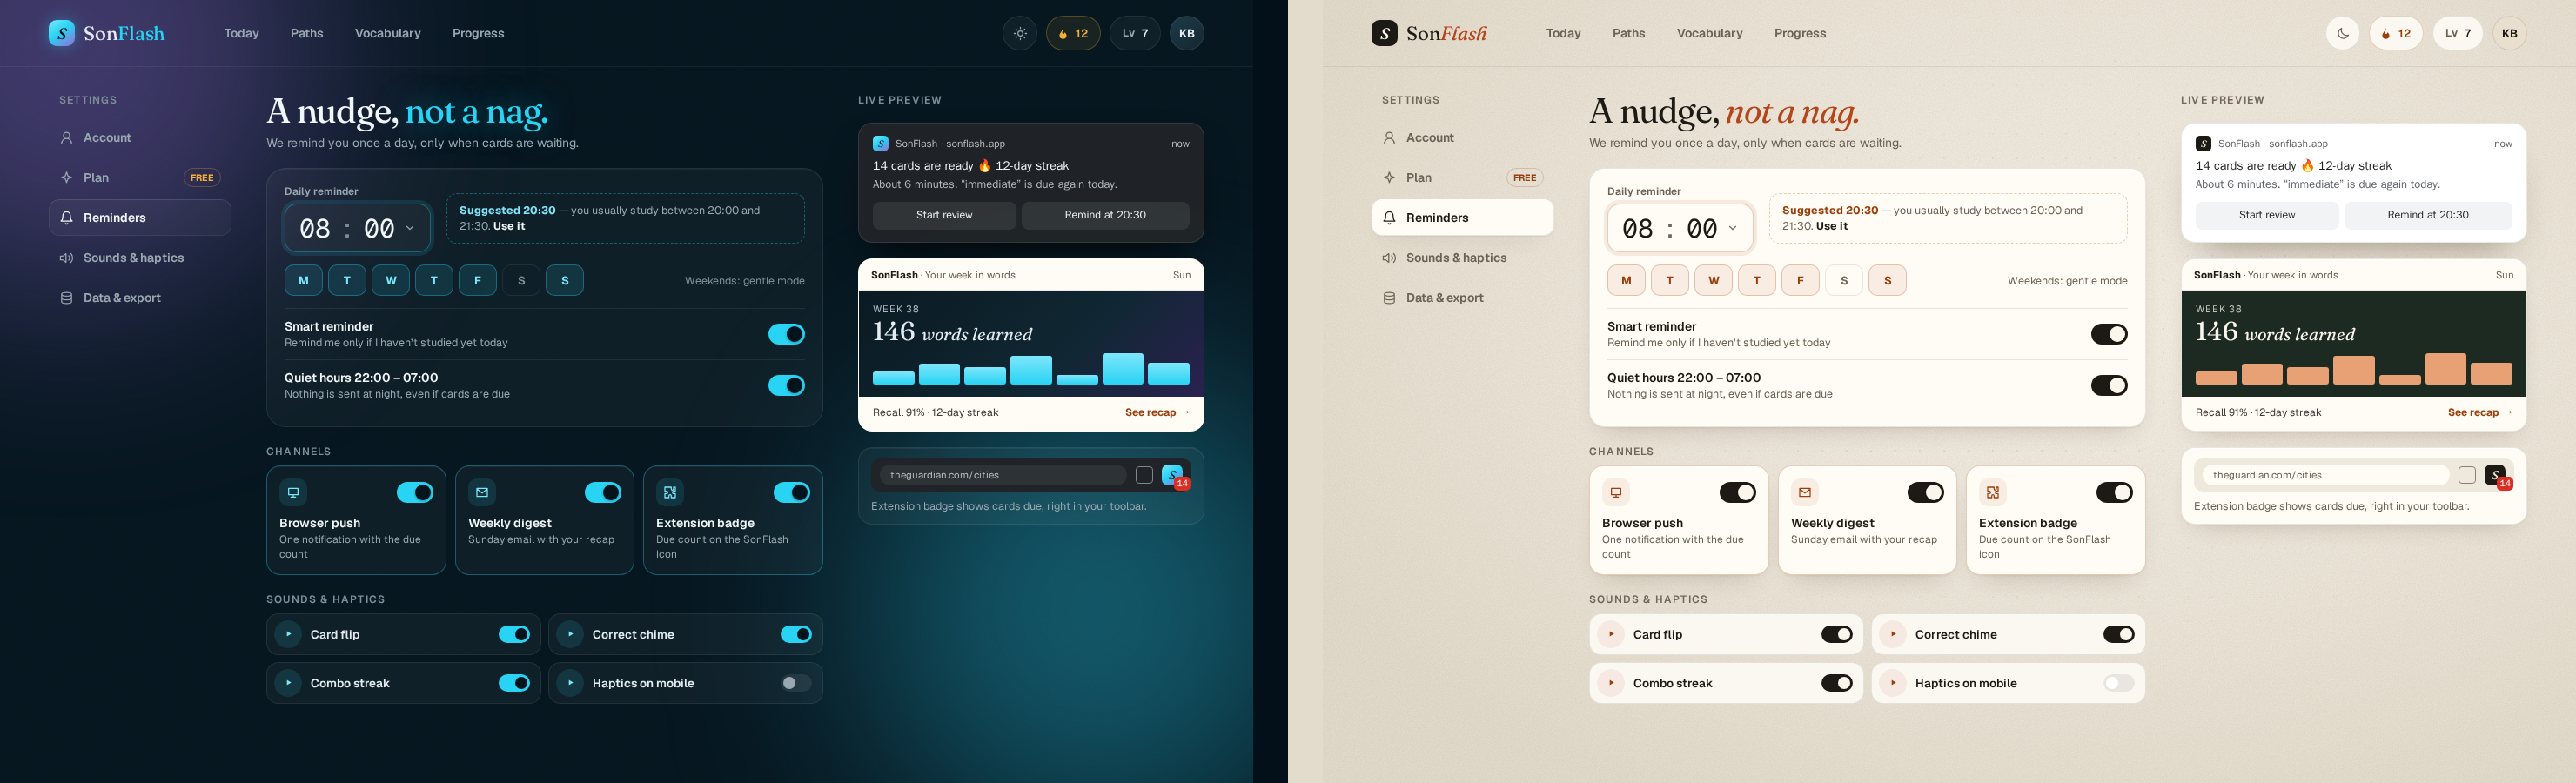 SonFlash
Today Paths Vocabulary Progress
12
Lv 7
KB
SETTINGS
Account
Plan FREE
Reminders
Sounds & haptics
Data & export
A nudge, not a nag.
We remind you once a day, only when cards are waiting.
Daily reminder
08 : 00
Suggested 20:30 — you usually study between 20:00 and
21:30. Use it
M T W T F S S
Weekends: gentle mode
Smart reminder
Remind me only if I haven't studied yet today
Quiet hours 22:00 – 07:00
Nothing is sent at night, even if cards are due
CHANNELS
Browser push
One notification with the due
count
Weekly digest
Sunday email with your recap
Extension badge
Due count on the SonFlash
icon
SOUNDS & HAPTICS
Card flip
Correct chime
Combo streak
Haptics on mobile
LIVE PREVIEW
S SonFlash · sonflash.app now
14 cards are ready 🔥 12-day streak
About 6 minutes. "immediate" is due again today.
Start review Remind at 20:30
SonFlash · Your week in words Sun
WEEK 38
146 words learned
Recall 91% · 12-day streak See recap →
theguardian.com/cities S 14
Extension badge shows cards due, right in your toolbar.
S SonFlash
Today Paths Vocabulary Progress
12
Lv 7
KB
SETTINGS
Account
Plan FREE
Reminders
Sounds & haptics
Data & export
A nudge, not a nag.
We remind you once a day, only when cards are waiting.
Daily reminder
08 : 00
Suggested 20:30 — you usually study between 20:00 and
21:30. Use it
M T W T F S S
Weekends: gentle mode
Smart reminder
Remind me only if I haven't studied yet today
Quiet hours 22:00 – 07:00
Nothing is sent at night, even if cards are due
CHANNELS
Browser push
One notification with the due
count
Weekly digest
Sunday email with your recap
Extension badge
Due count on the SonFlash
icon
SOUNDS & HAPTICS
Card flip
Correct chime
Combo streak
Haptics on mobile
LIVE PREVIEW
S SonFlash · sonflash.app now
14 cards are ready 🔥 12-day streak
About 6 minutes. "immediate" is due again today.
Start review Remind at 20:30
SonFlash · Your week in words Sun
WEEK 38
146 words learned
Recall 91% · 12-day streak See recap →
theguardian.com/cities S 14
Extension badge shows cards due, right in your toolbar.